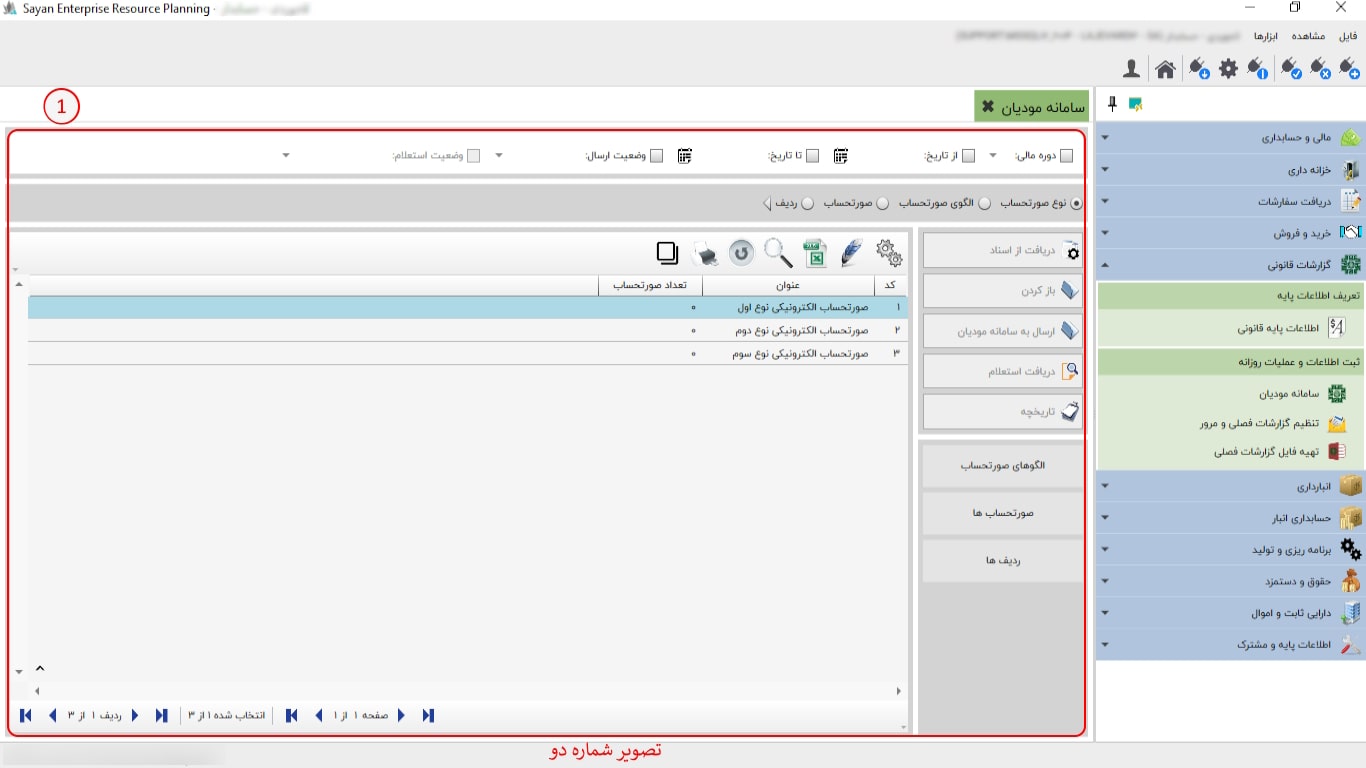 Sayan Enterprise Resource Planning -
فایل مشاهده ابزارها
1
سامانه مودیان
دوره مالی: از تاریخ: تا تاریخ: وضعیت ارسال: وضعیت استعلام:
نوع صورتحساب الگوی صورتحساب صورتحساب ردیف
دریافت از اسناد
باز کردن
ارسال به سامانه مودیان
دریافت استعلام
تاریخچه
الگوهای صورتحساب
صورتحساب ها
ردیف ها
کد عنوان تعداد صورتحساب
۱ صورتحساب الکترونیکی نوع اول ۰
۲ صورتحساب الکترونیکی نوع دوم ۰
۳ صورتحساب الکترونیکی نوع سوم ۰
صفحه ۱ از ۱ انتخاب شده ۱ از ۳ ردیف ۱ از ۳
مالی و حسابداری
خزانه داری
دریافت سفارشات
خرید و فروش
گزارشات قانونی
تعریف اطلاعات پایه
اطلاعات پایه قانونی
ثبت اطلاعات و عملیات روزانه
سامانه مودیان
تنظیم گزارشات فصلی و مرور
تهیه فایل گزارشات فصلی
انبارداری
حسابداری انبار
برنامه ریزی و تولید
حقوق و دستمزد
دارایی ثابت و اموال
اطلاعات پایه و مشترک
تصویر شماره دو